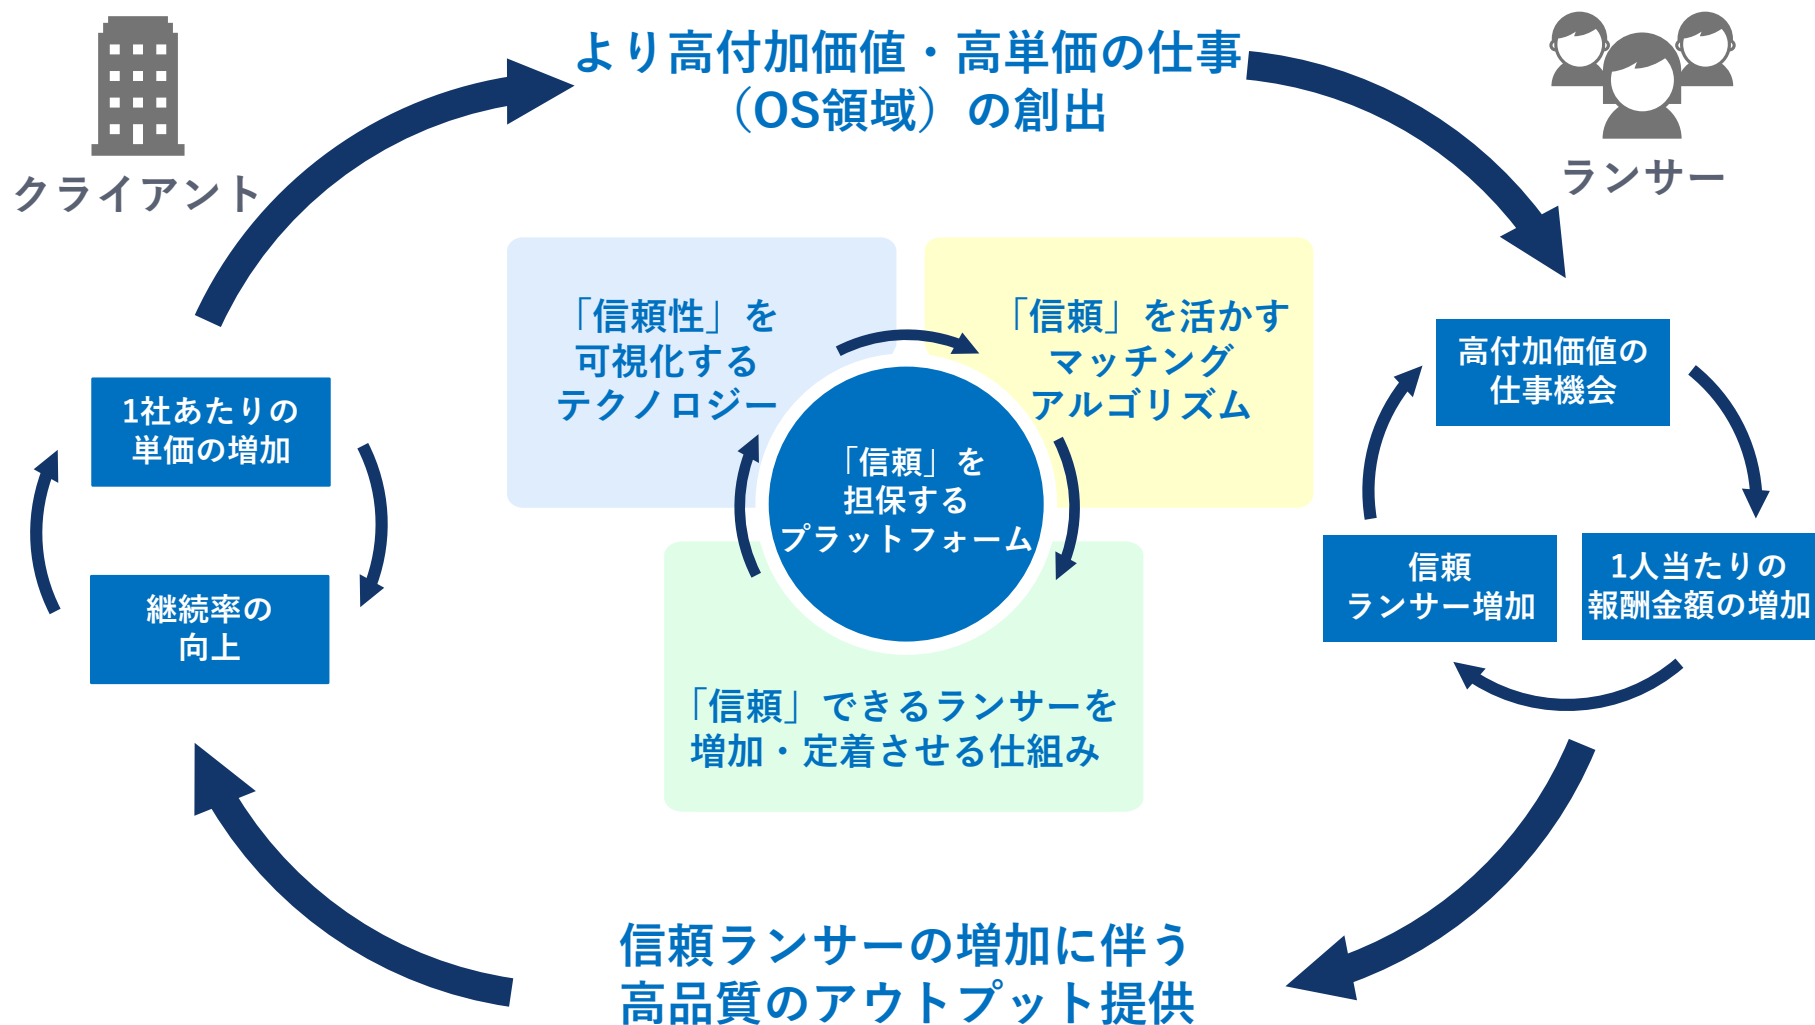 より高付加価値・高単価の仕事
（OS領域）の創出
クライアント
ランサー
「信頼性」を
可視化する
テクノロジー
「信頼」を活かす
マッチング
アルゴリズム
「信頼」を
担保する
プラットフォーム
「信頼」できるランサーを
増加・定着させる仕組み
1社あたりの
単価の増加
継続率の
向上
高付加価値の
仕事機会
信頼
ランサー増加
1人当たりの
報酬金額の増加
信頼ランサーの増加に伴う
高品質のアウトプット提供